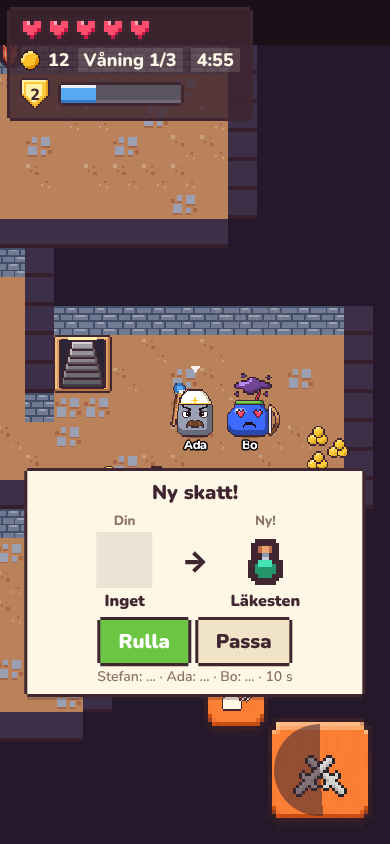 12 Våning 1/3 4:55
2
Ada Bo
Ny skatt!
Din Ny!
Inget Läkesten
Rulla Passa
Stefan: ... · Ada: ... · Bo: ... · 10 s